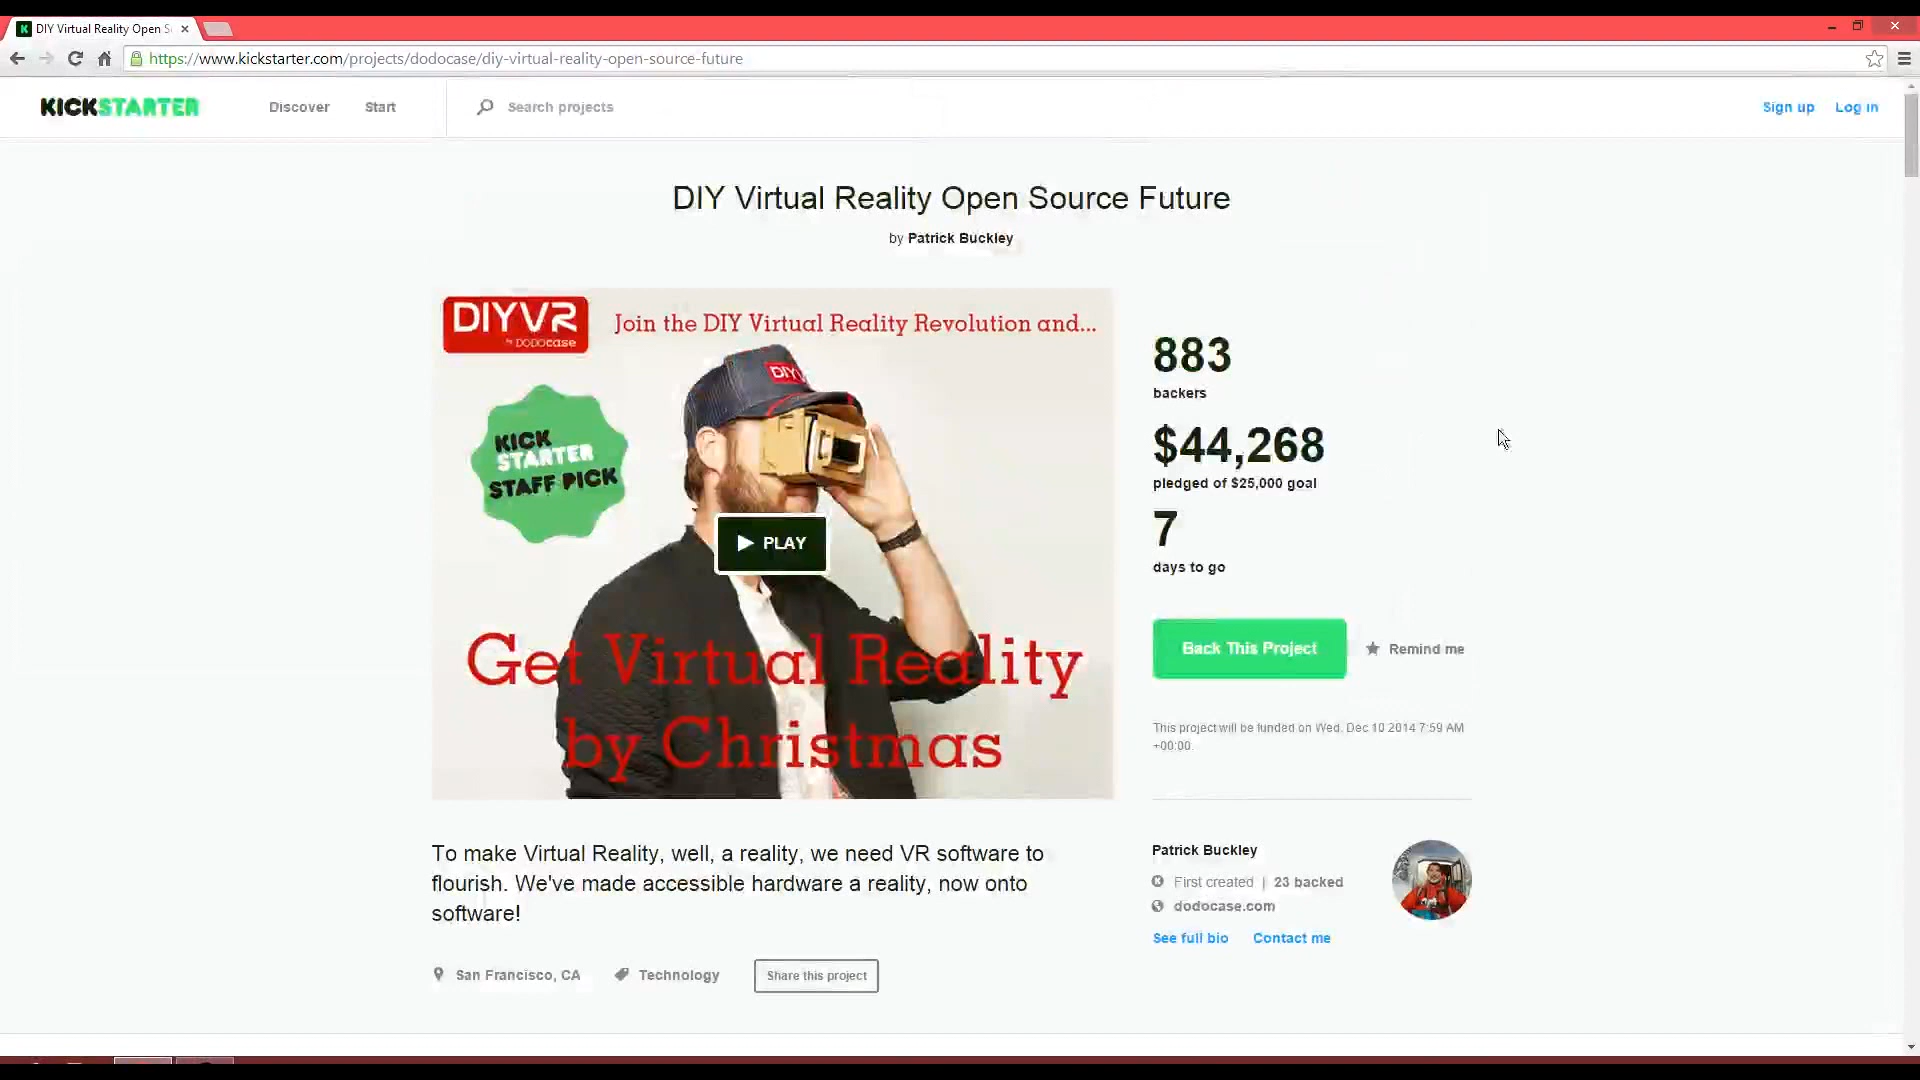 DIY Virtual Reality Open S
https://www.kickstarter.com/projects/dodocase/diy-virtual-reality-open-source-future
KICKSTARTER
Discover
Start
Search projects
Sign up
Log in
DIY Virtual Reality Open Source Future
by Patrick Buckley
DIYVR
by DODOcase
Join the DIY Virtual Reality Revolution and...
DIYV
KICK
STARTER
STAFF PICK
PLAY
Get Virtual Reality
by Christmas
883
backers
$44,268
pledged of $25,000 goal
7
days to go
Back This Project
Remind me
This project will be funded on Wed, Dec 10 2014 7:59 AM
+00:00.
To make Virtual Reality, well, a reality, we need VR software to
flourish. We've made accessible hardware a reality, now onto
software!
San Francisco, CA
Technology
Share this project
Patrick Buckley
First created | 23 backed
dodocase.com
See full bio
Contact me